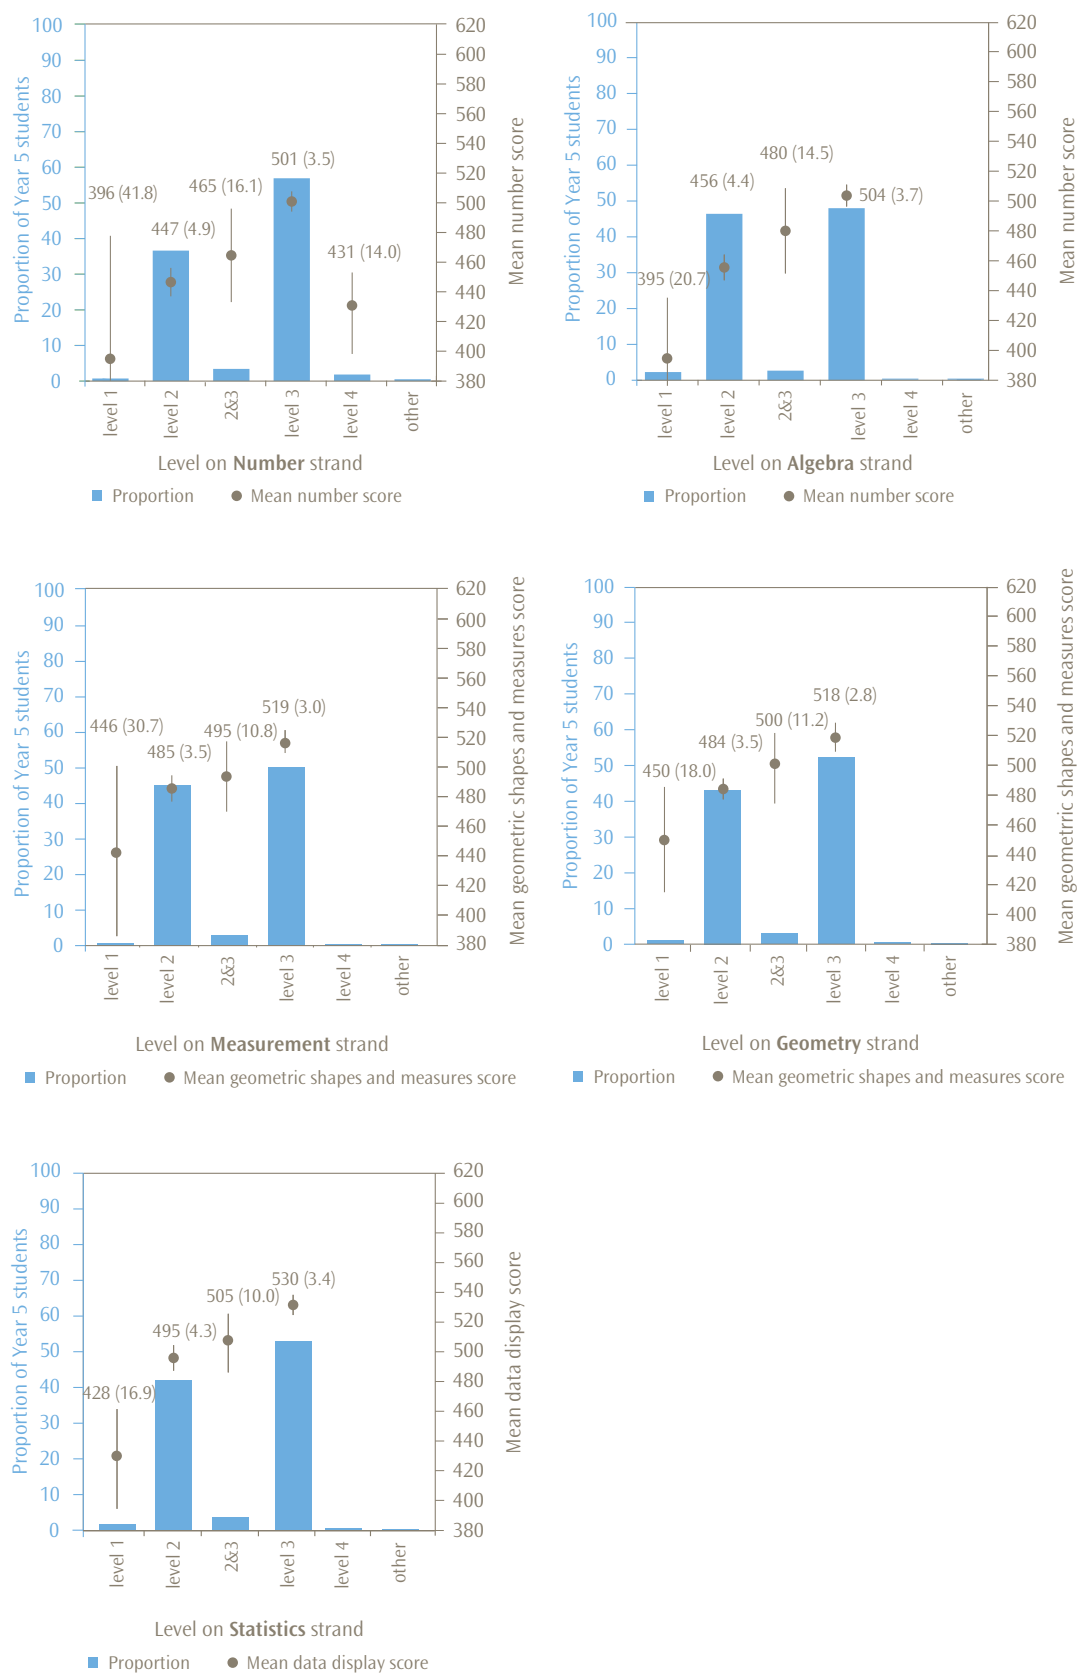 100
90
80
70
60
50
40
30
20
10
0
Proportion of Year 5 students
620
600
580
560
540
520
500
480
460
440
420
400
380
Mean number score
396 (41.8)
447 (4.9)
465 (16.1)
501 (3.5)
431 (14.0)
level 1
level 2
2&3
level 3
level 4
other
Level on Number strand
Proportion
Mean number score
100
90
80
70
60
50
40
30
20
10
0
Proportion of Year 5 students
620
600
580
560
540
520
500
480
460
440
420
400
380
Mean number score
395 (20.7)
456 (4.4)
480 (14.5)
504 (3.7)
level 1
level 2
2&3
level 3
level 4
other
Level on Algebra strand
Proportion
Mean number score
100
90
80
70
60
50
40
30
20
10
0
Proportion of Year 5 students
620
600
580
560
540
520
500
480
460
440
420
400
380
Mean geometric shapes and measures score
446 (30.7)
485 (3.5)
495 (10.8)
519 (3.0)
level 1
level 2
2&3
level 3
level 4
other
Level on Measurement strand
Proportion
Mean geometric shapes and measures score
100
90
80
70
60
50
40
30
20
10
0
Proportion of Year 5 students
620
600
580
560
540
520
500
480
460
440
420
400
380
Mean geometrric shapes and measures score
450 (18.0)
484 (3.5)
500 (11.2)
518 (2.8)
level 1
level 2
2&3
level 3
level 4
other
Level on Geometry strand
Proportion
Mean geometric shapes and measures score
100
90
80
70
60
50
40
30
20
10
0
Proportion of Year 5 students
620
600
580
560
540
520
500
480
460
440
420
400
380
Mean data display score
428 (16.9)
495 (4.3)
505 (10.0)
530 (3.4)
level 1
level 2
2&3
level 3
level 4
other
Level on Statistics strand
Proportion
Mean data display score